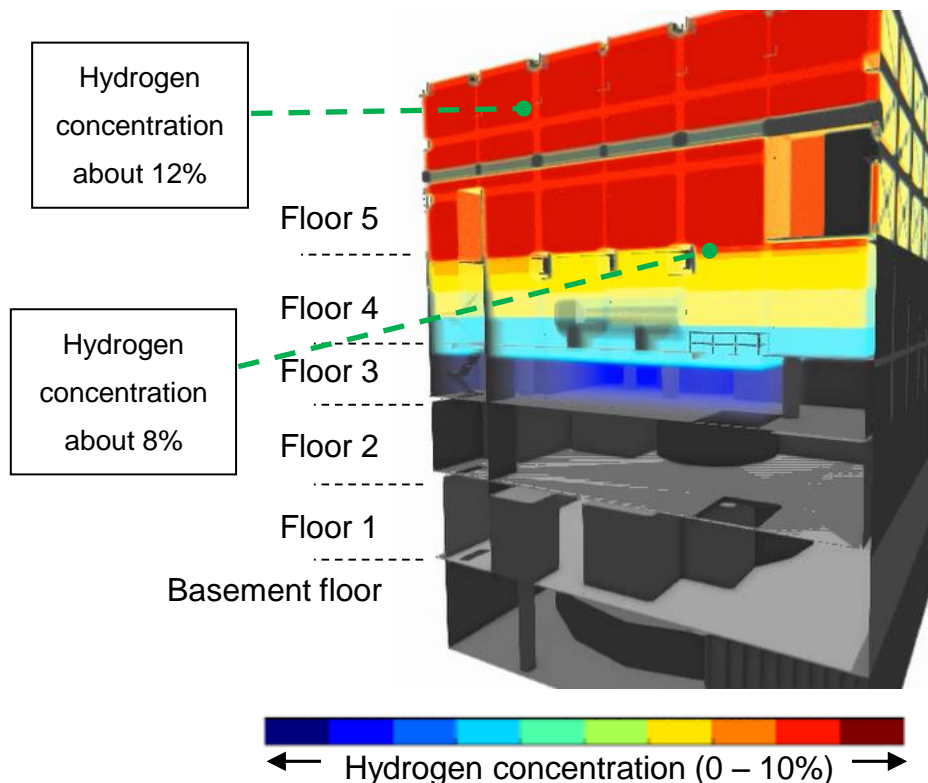 Hydrogen
concentration
about 12%
Floor 5
Floor 4
Hydrogen
concentration
about 8%
Floor 3
Floor 2
Floor 1
Basement floor
Hydrogen concentration (0 – 10%)